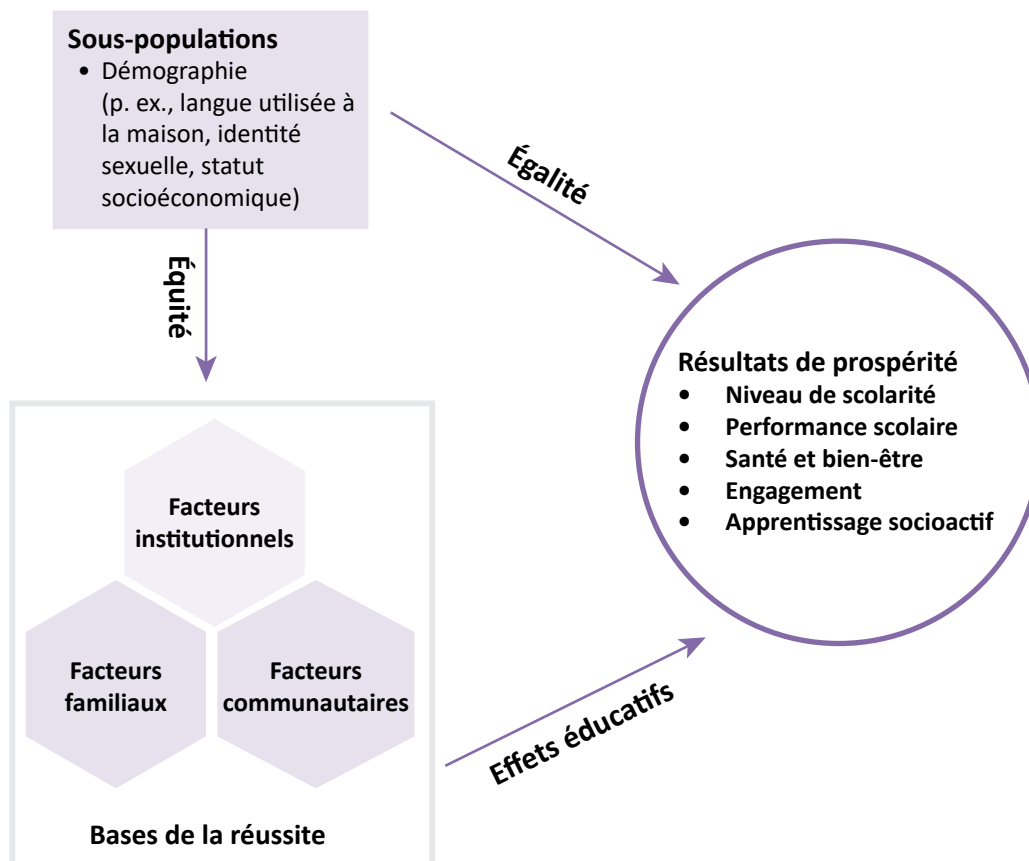 Sous-populations
• Démographie
(p. ex., langue utilisée à
la maison, identité
sexuelle, statut
socioéconomique)
Égalité
Équité
Résultats de prospérité
• Niveau de scolarité
• Performance scolaire
• Santé et bien-être
• Engagement
• Apprentissage socioactif
Facteurs
institutionnels
Facteurs
familiaux
Facteurs
communautaires
Effets éducatifs
Bases de la réussite